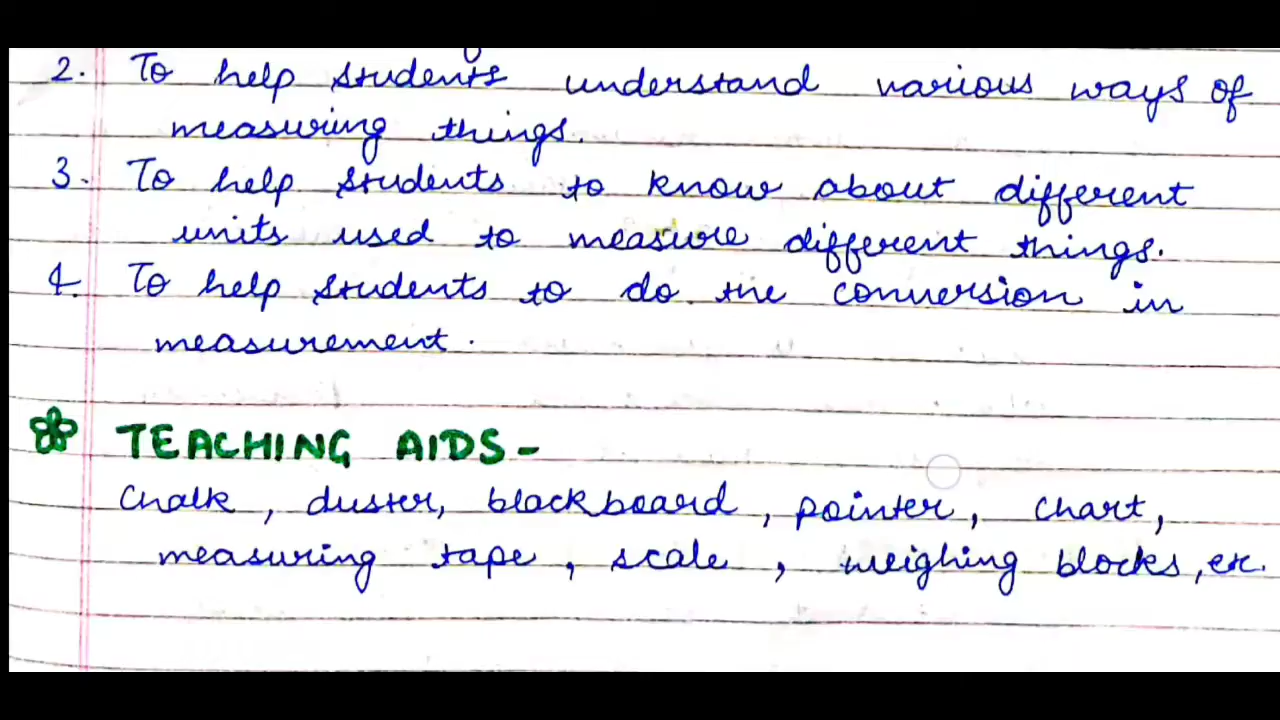 2. To help students understand various ways of
measuring things.
3. To help students to know about different
units used to measure different things.
4. To help students to do the conversion in
measurement.
TEACHING AIDS -
Chalk, duster, blackboard, pointer, chart,
measuring tape, scale, weighing blocks, etc.